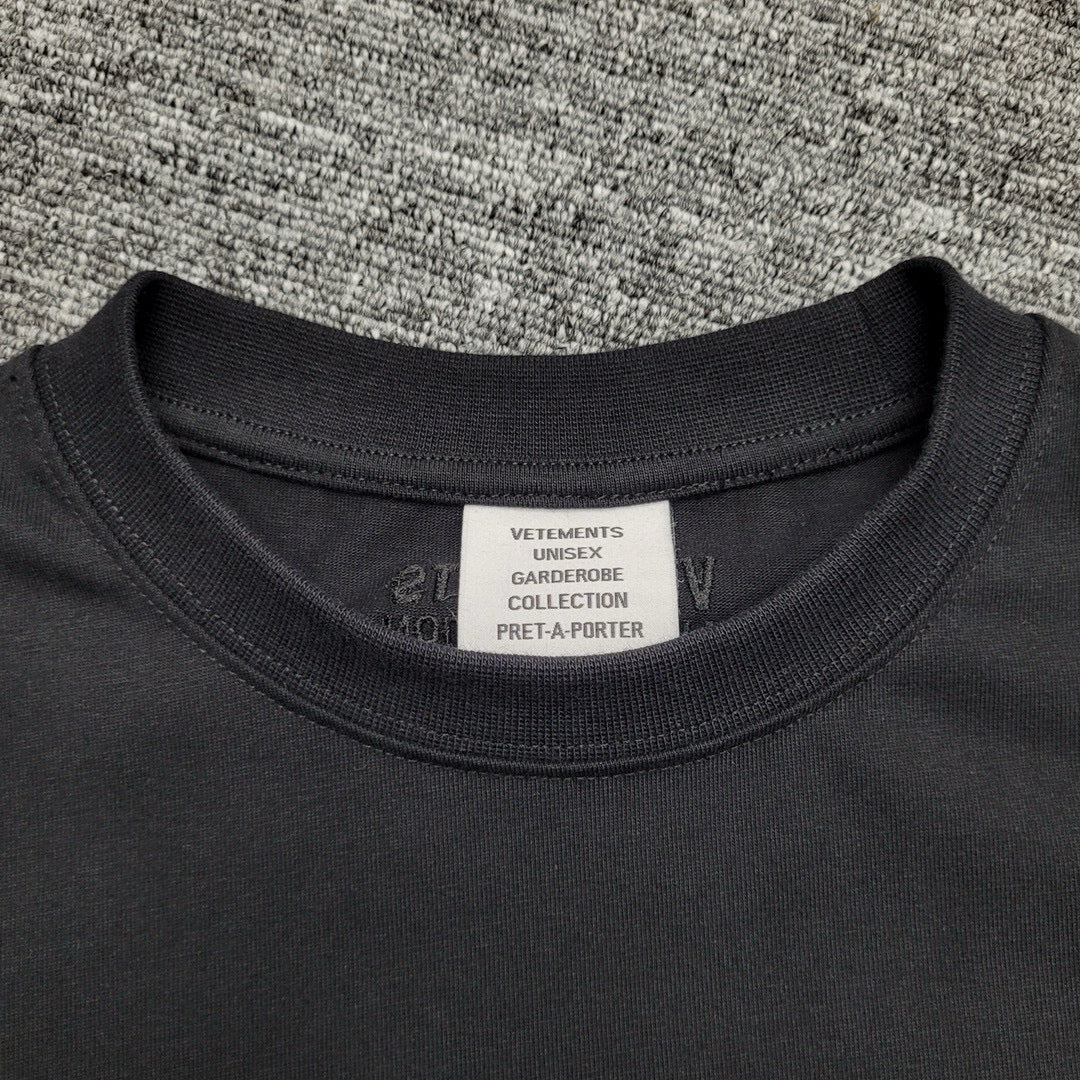 VETEMENTS
UNISEX
GARDEROBE
COLLECTION
PRET-A-PORTER